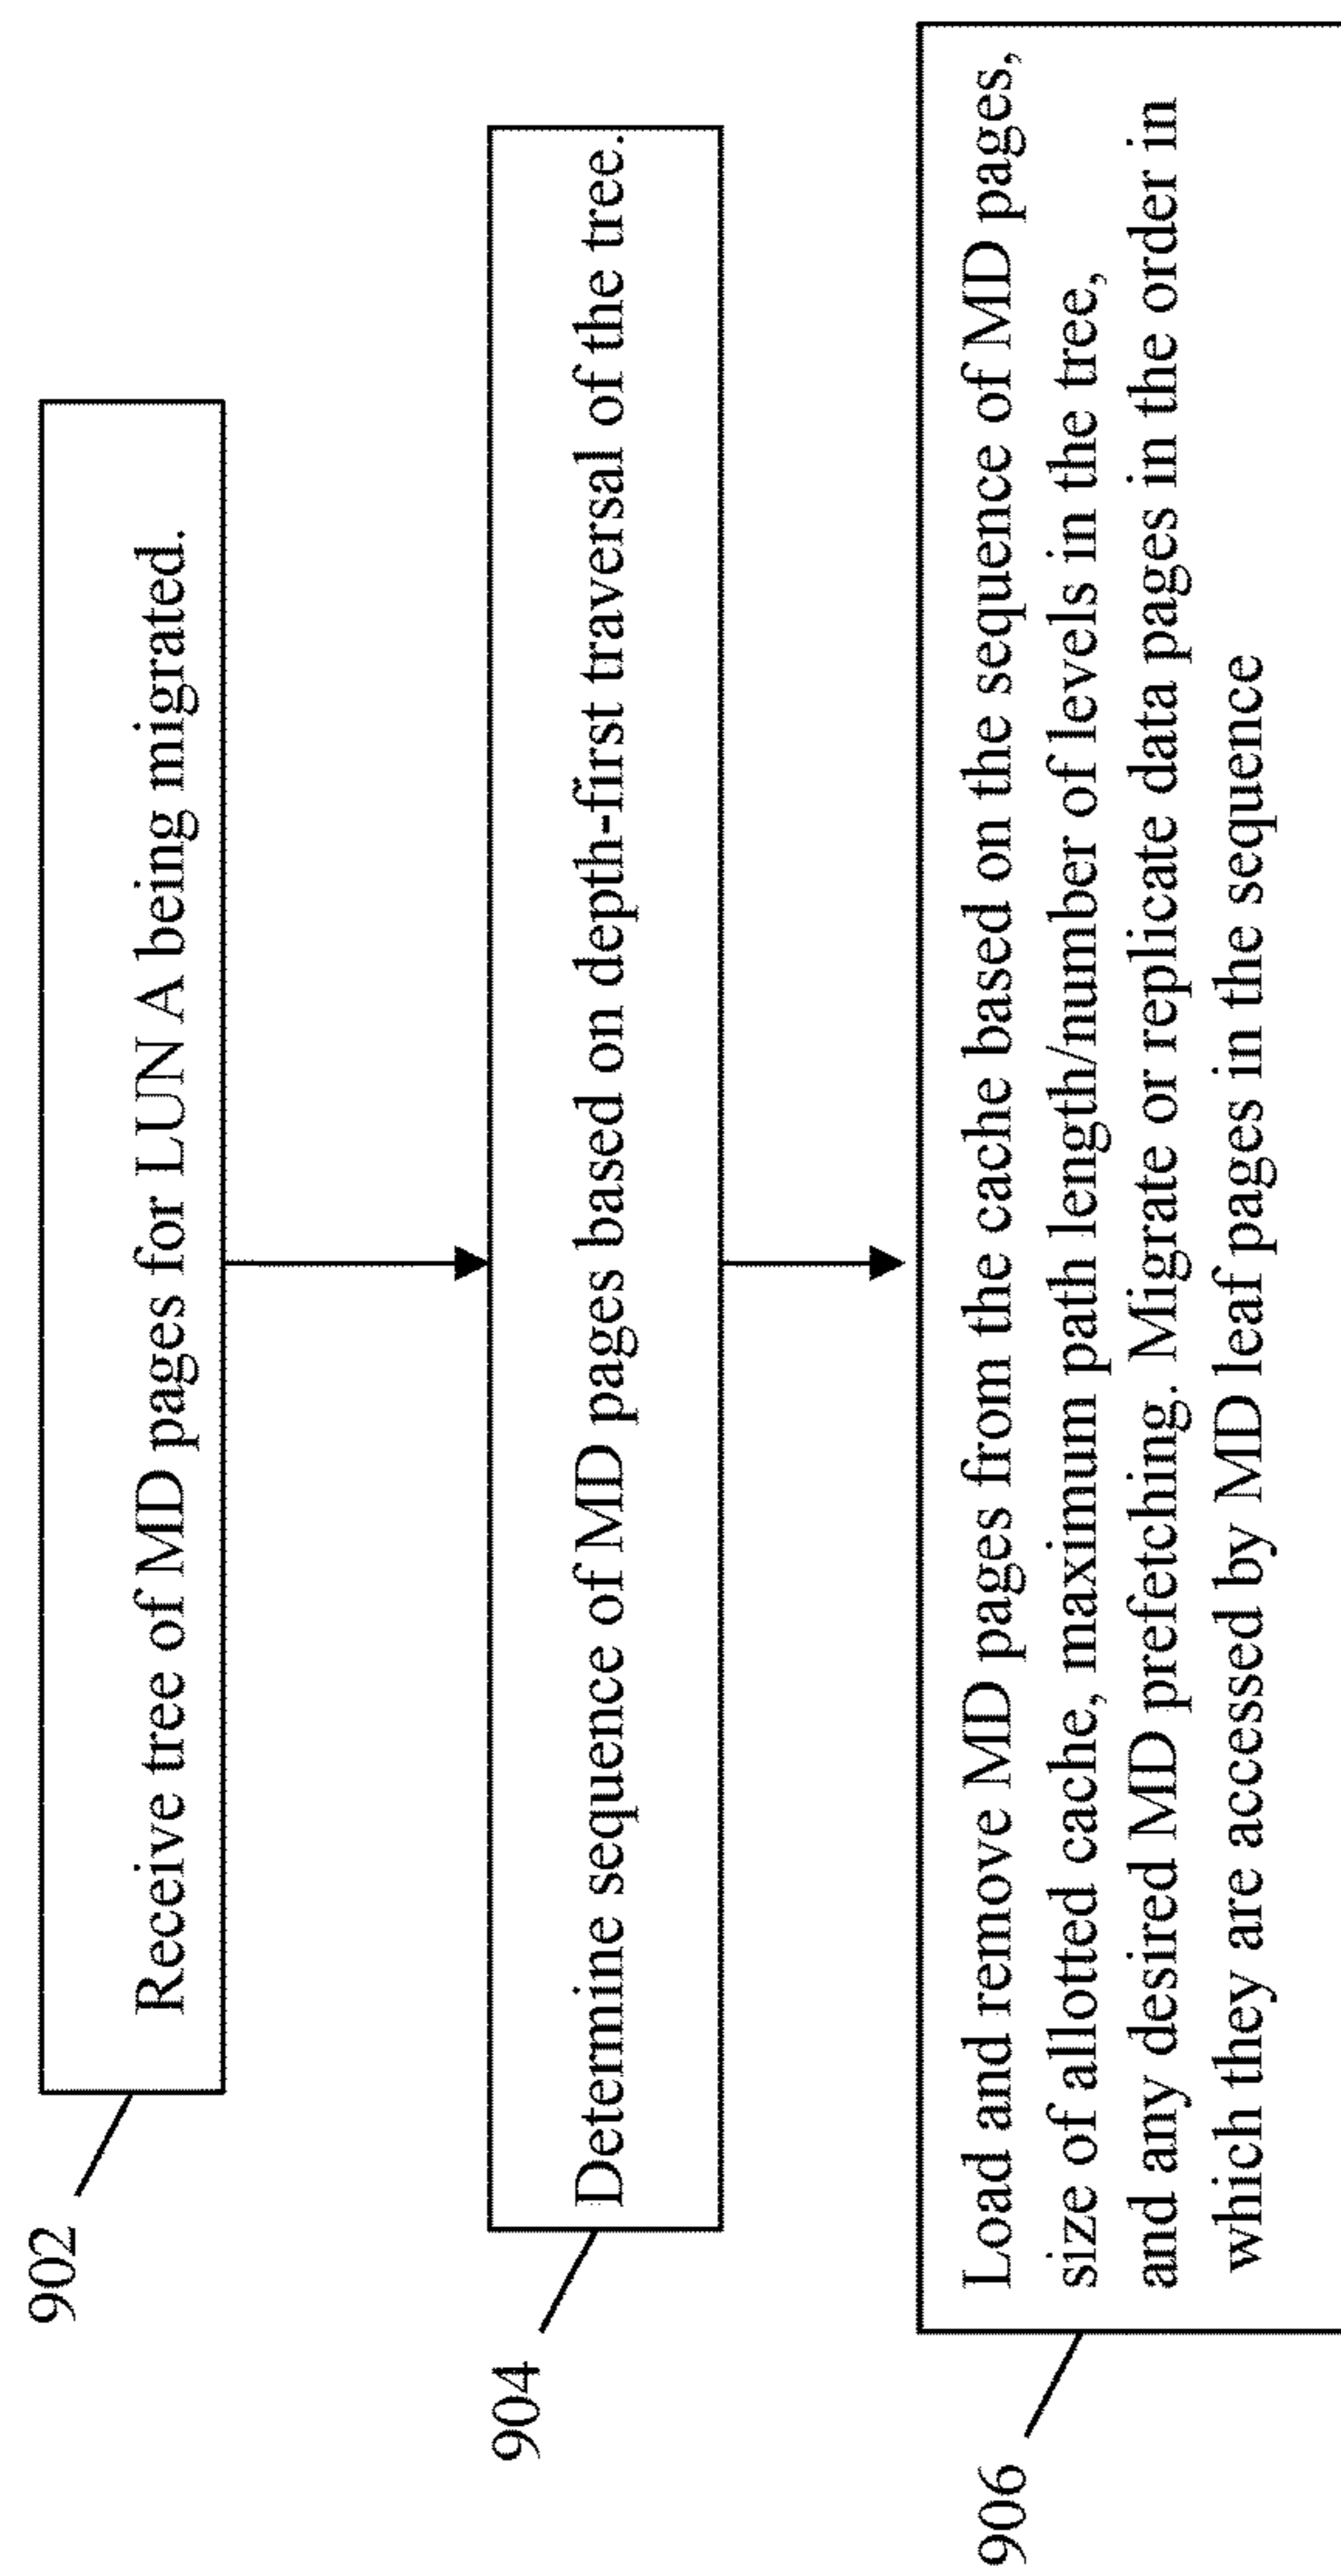 902
Receive tree of MD pages for LUN A being migrated.
904
Determine sequence of MD pages based on depth-first traversal of the tree.
906
Load and remove MD pages from the cache based on the sequence of MD pages,
size of allotted cache, maximum path length/number of levels in the tree,
and any desired MD prefetching. Migrate or replicate data pages in the order in
which they are accessed by MD leaf pages in the sequence